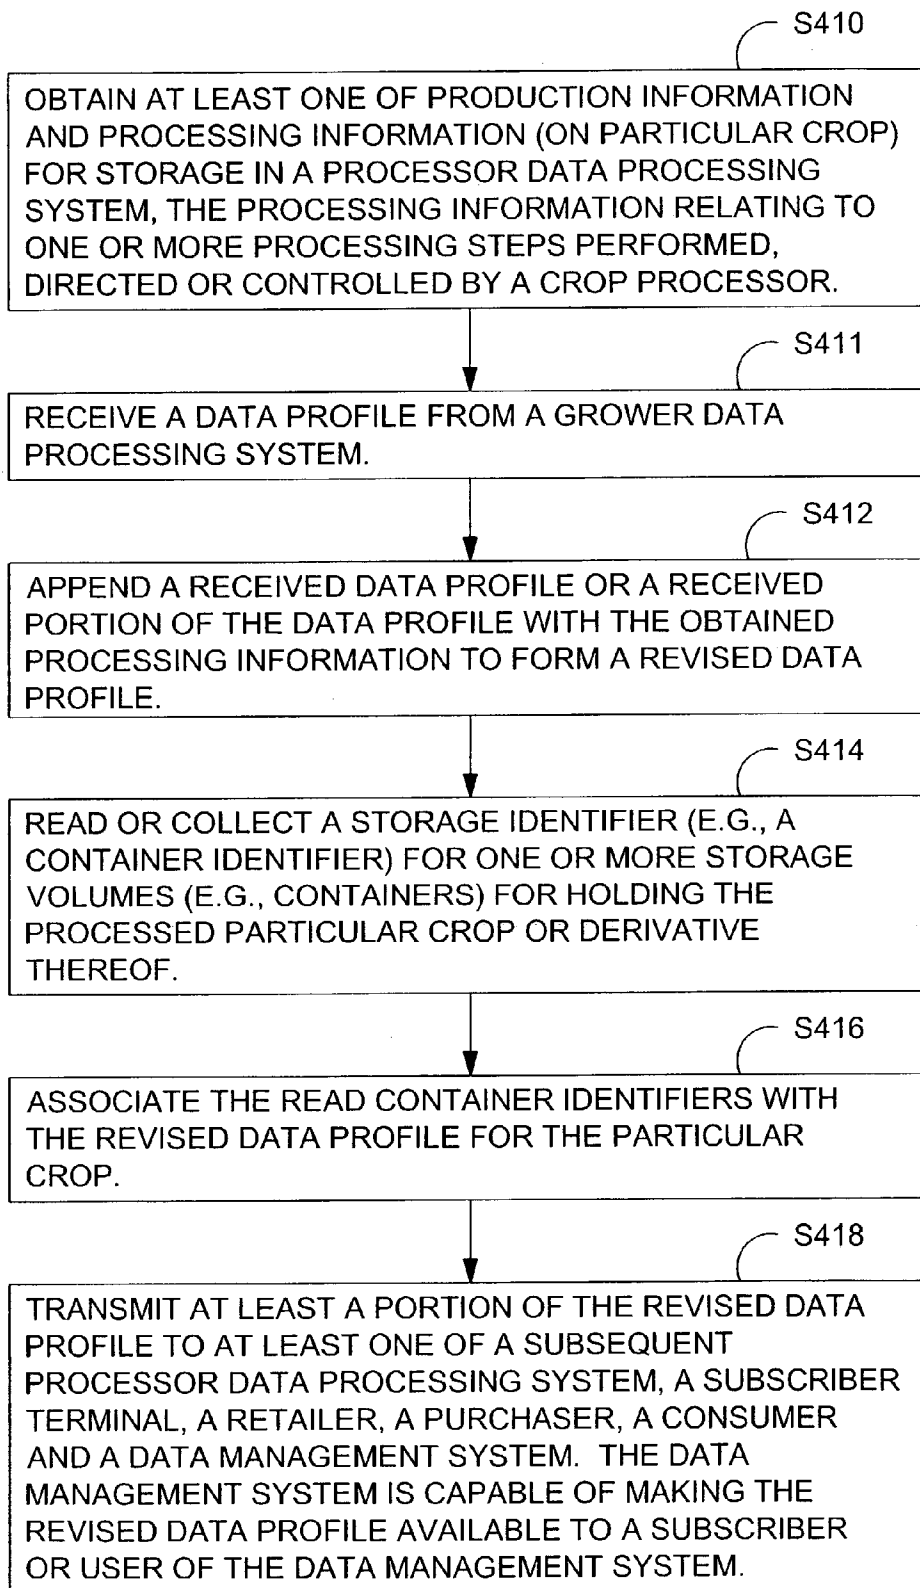 S410
OBTAIN AT LEAST ONE OF PRODUCTION INFORMATION
AND PROCESSING INFORMATION (ON PARTICULAR CROP)
FOR STORAGE IN A PROCESSOR DATA PROCESSING
SYSTEM, THE PROCESSING INFORMATION RELATING TO
ONE OR MORE PROCESSING STEPS PERFORMED,
DIRECTED OR CONTROLLED BY A CROP PROCESSOR.
S411
RECEIVE A DATA PROFILE FROM A GROWER DATA
PROCESSING SYSTEM.
S412
APPEND A RECEIVED DATA PROFILE OR A RECEIVED
PORTION OF THE DATA PROFILE WITH THE OBTAINED
PROCESSING INFORMATION TO FORM A REVISED DATA
PROFILE.
S414
READ OR COLLECT A STORAGE IDENTIFIER (E.G., A
CONTAINER IDENTIFIER) FOR ONE OR MORE STORAGE
VOLUMES (E.G., CONTAINERS) FOR HOLDING THE
PROCESSED PARTICULAR CROP OR DERIVATIVE
THEREOF.
S416
ASSOCIATE THE READ CONTAINER IDENTIFIERS WITH
THE REVISED DATA PROFILE FOR THE PARTICULAR
CROP.
S418
TRANSMIT AT LEAST A PORTION OF THE REVISED DATA
PROFILE TO AT LEAST ONE OF A SUBSEQUENT
PROCESSOR DATA PROCESSING SYSTEM, A SUBSCRIBER
TERMINAL, A RETAILER, A PURCHASER, A CONSUMER
AND A DATA MANAGEMENT SYSTEM. THE DATA
MANAGEMENT SYSTEM IS CAPABLE OF MAKING THE
REVISED DATA PROFILE AVAILABLE TO A SUBSCRIBER
OR USER OF THE DATA MANAGEMENT SYSTEM.